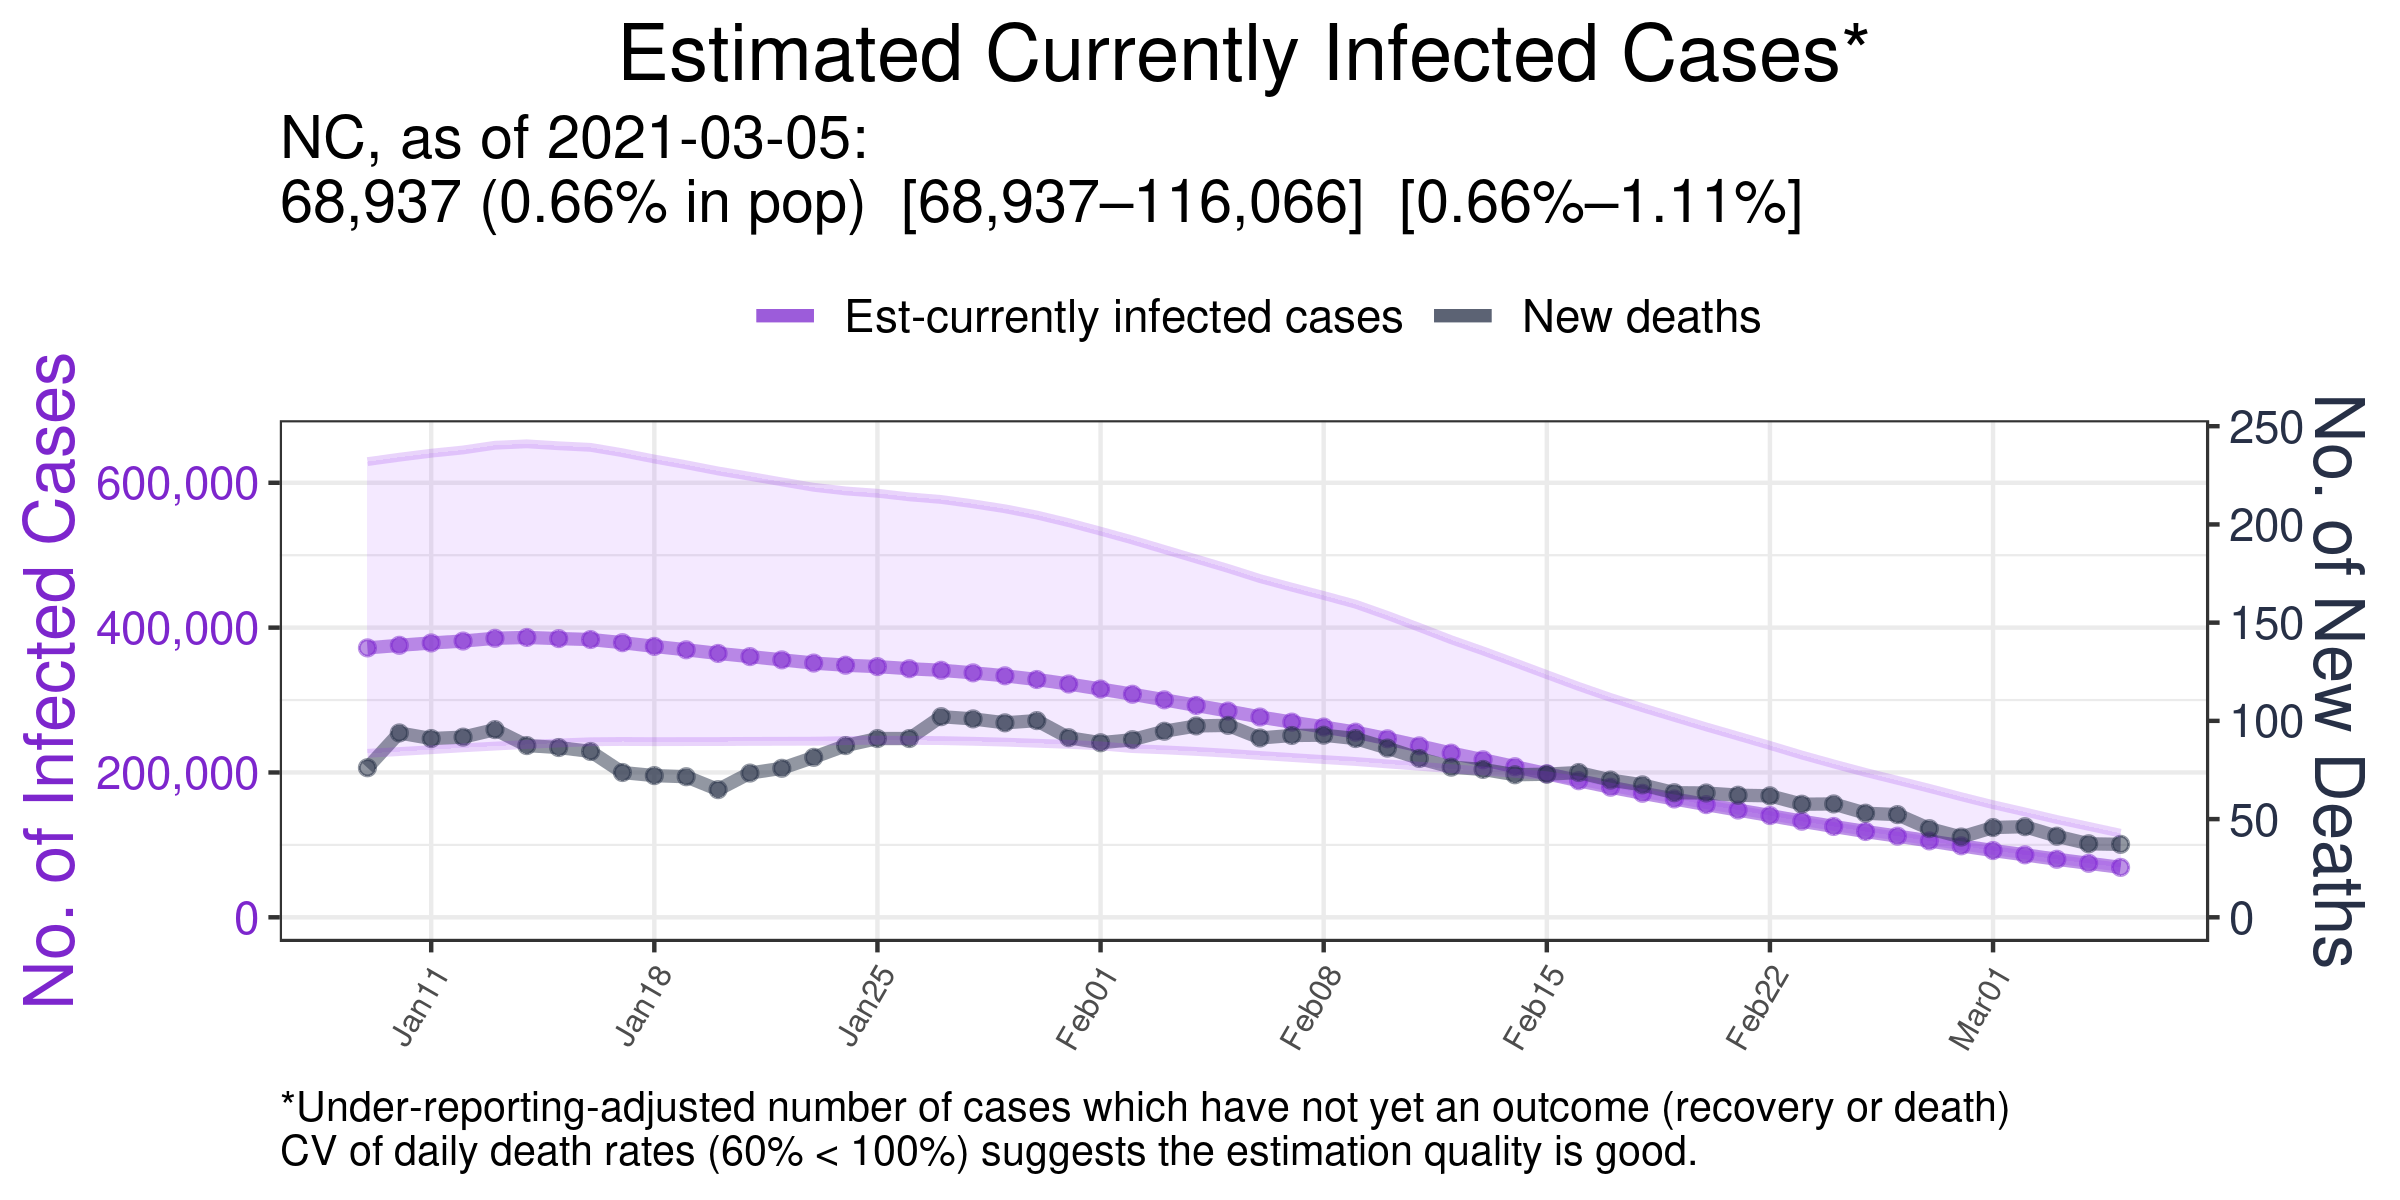 Estimated Currently Infected Cases*
NC, as of 2021-03-05:
68,937 (0.66% in pop)  [68,937–116,066]  [0.66%–1.11%]
Est-currently infected cases
New deaths
No. of Infected Cases
600,000
400,000
200,000
0
250
200
150
100
50
0
No. of New Deaths
Jan11
Jan18
Jan25
Feb01
Feb08
Feb15
Feb22
Mar01
*Under-reporting-adjusted number of cases which have not yet an outcome (recovery or death)
CV of daily death rates (60% < 100%) suggests the estimation quality is good.